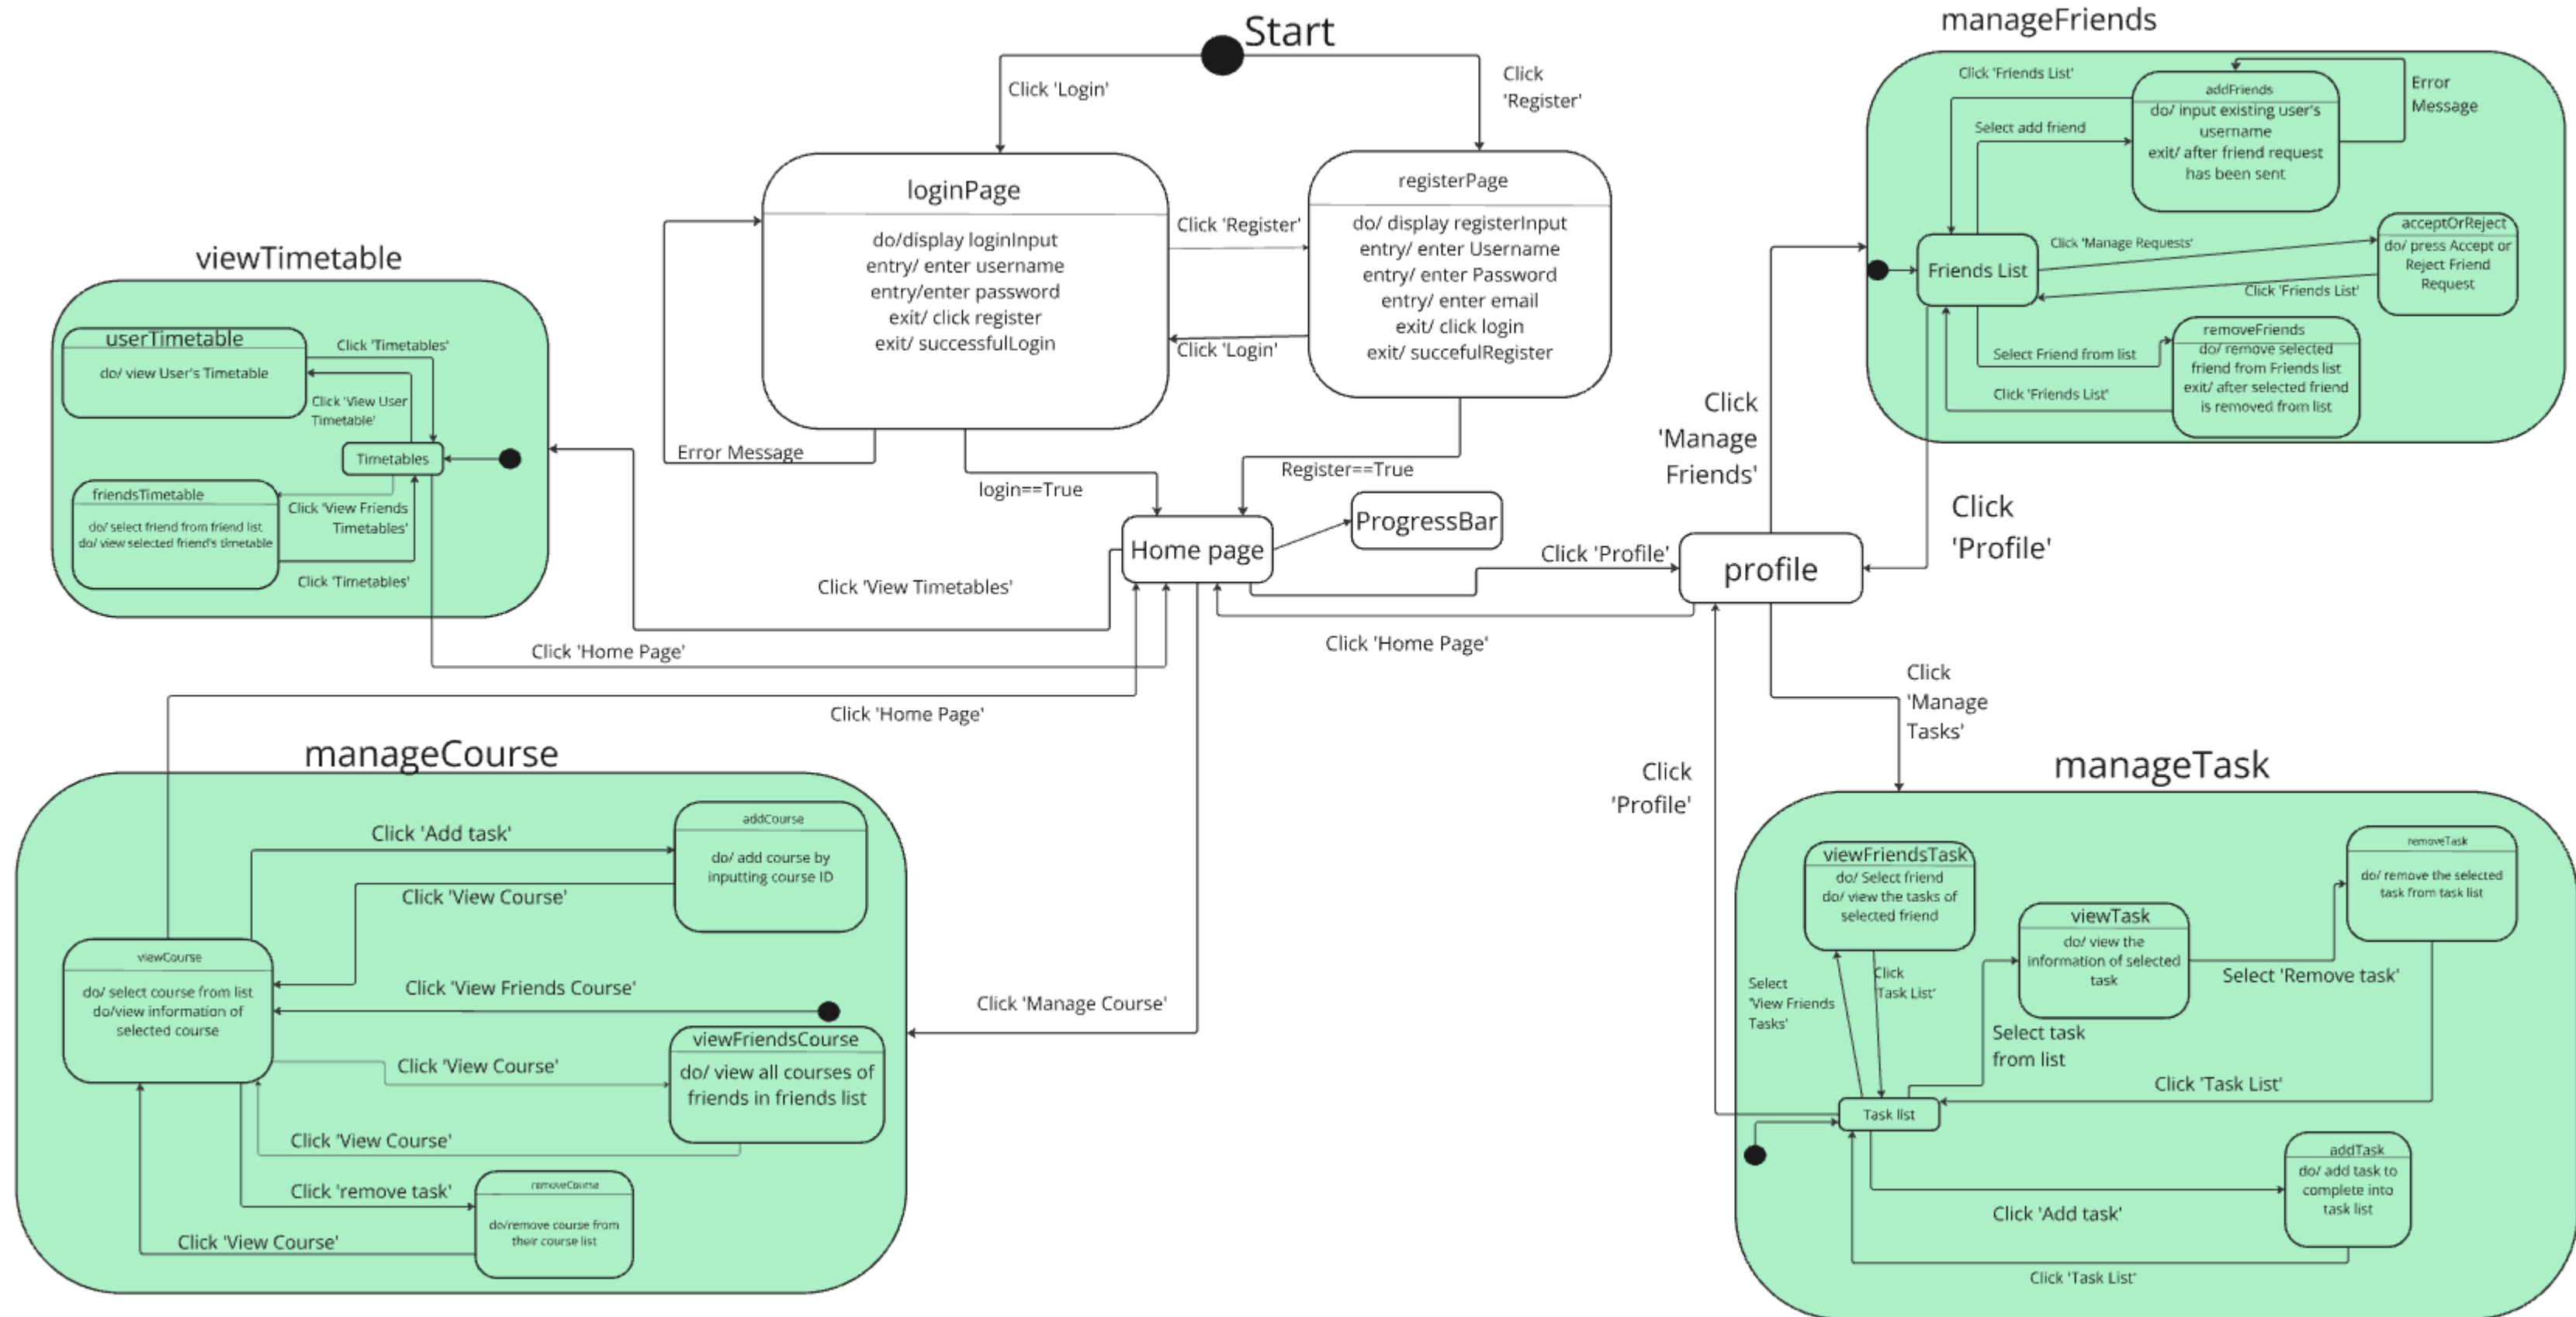 Start
Click 'Login'
Click
'Register'
loginPage
do/display loginInput
entry/ enter username
entry/enter password
exit/ click register
exit/ successfulLogin
Click 'Register'
Click 'Login'
registerPage
do/ display registerInput
entry/ enter Username
entry/ enter Password
entry/ enter email
exit/ click login
exit/ succefulRegister
Error Message
login==True
Register==True
Home page
ProgressBar
Click 'Profile'
profile
Click 'View Timetables'
Click 'Home Page'
Click 'Home Page'
Click 'Home Page'
Click 'Manage Course'
Click
'Manage
Friends'
Click
'Profile'
Click
'Manage
Tasks'
Click
'Profile'
manageFriends
Click 'Friends List'
addFriends
do/ input existing user's
username
exit/ after friend request
has been sent
Error
Message
Select add friend
Friends List
Click 'Manage Requests'
Click 'Friends List'
acceptOrReject
do/ press Accept or
Reject Friend
Request
Select Friend from list
Click 'Friends List'
removeFriends
do/ remove selected
friend from Friends list
exit/ after selected friend
is removed from list
viewTimetable
userTimetable
do/ view User's Timetable
Click 'Timetables'
Click 'View User
Timetable'
Timetables
friendsTimetable
do/ select friend from friend list
do/ view selected friend's timetable
Click 'View Friends
Timetables'
Click 'Timetables'
manageCourse
Click 'Add task'
addCourse
do/ add course by
inputting course ID
Click 'View Course'
viewCourse
do/ select course from list
do/view information of
selected course
Click 'View Friends Course'
viewFriendsCourse
do/ view all courses of
friends in friends list
Click 'View Course'
Click 'View Course'
Click 'remove task'
removeCourse
do/remove course from
their course list
Click 'View Course'
manageTask
viewFriendsTask
do/ Select friend
do/ view the tasks of
selected friend
Select
'View Friends
Tasks'
Click
'Task List'
viewTask
do/ view the
information of selected
task
removeTask
do/ remove the selected
task from task list
Select 'Remove task'
Select task
from list
Click 'Task List'
Task list
addTask
do/ add task to
complete into
task list
Click 'Add task'
Click 'Task List'